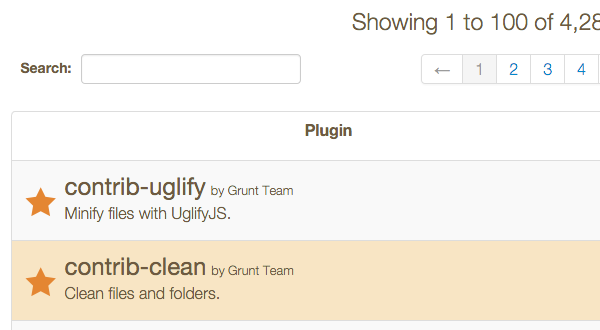 Showing 1 to 100 of 4,28
Search:
← 1 2 3 4
Plugin
contrib-uglify by Grunt Team
Minify files with UglifyJS.
contrib-clean by Grunt Team
Clean files and folders.